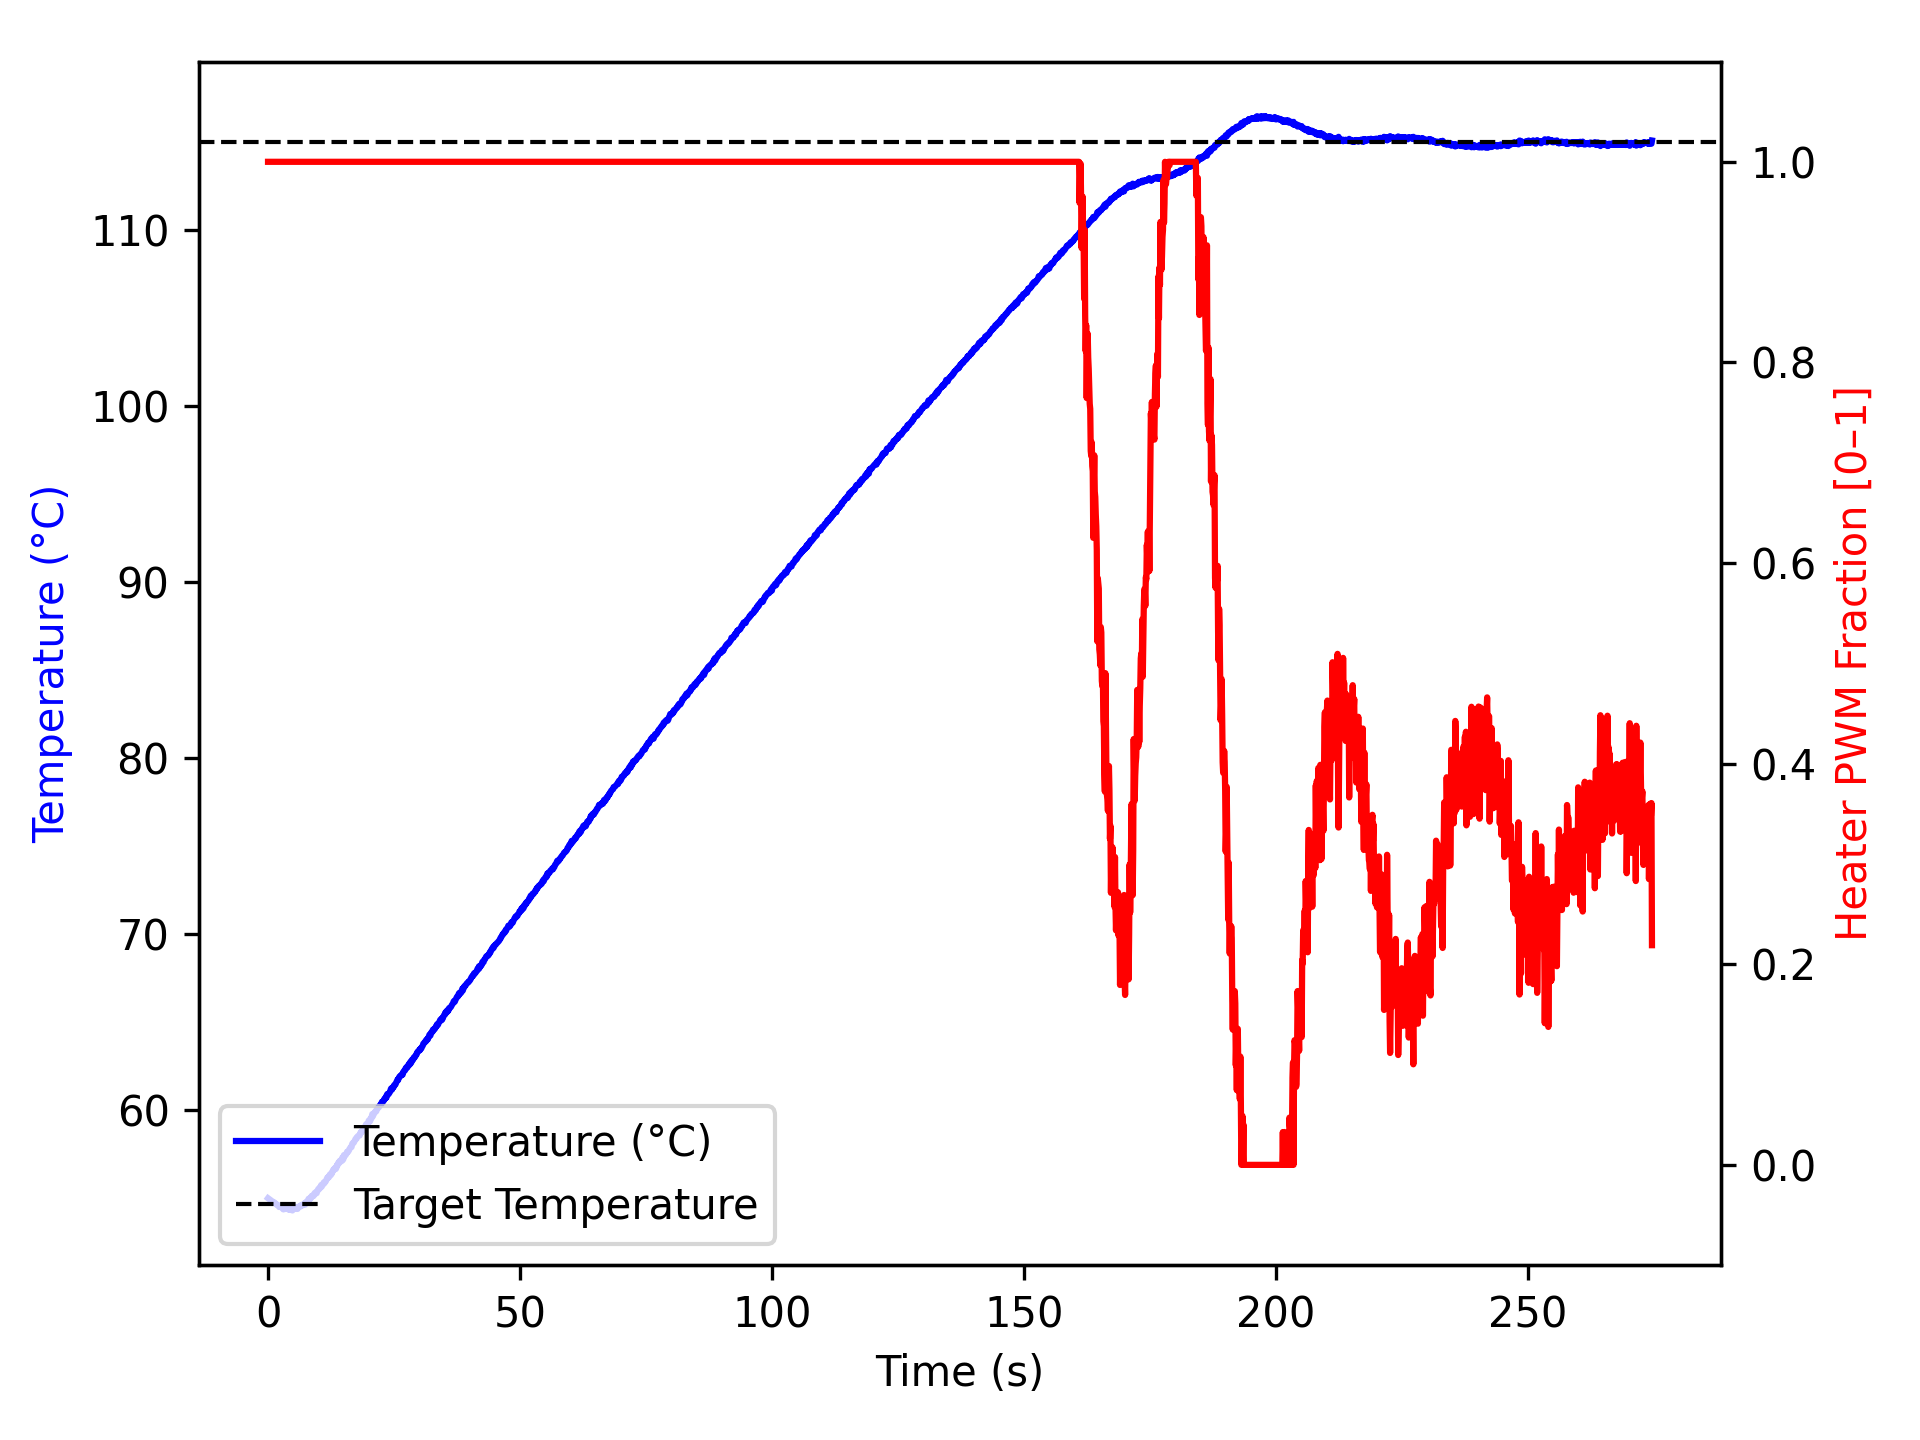 110
100
90
80
70
60
Temperature (°C)
1.0
0.8
0.6
0.4
0.2
0.0
Heater PWM Fraction [0–1]
Temperature (°C)
Target Temperature
0 50 100 150 200 250
Time (s)